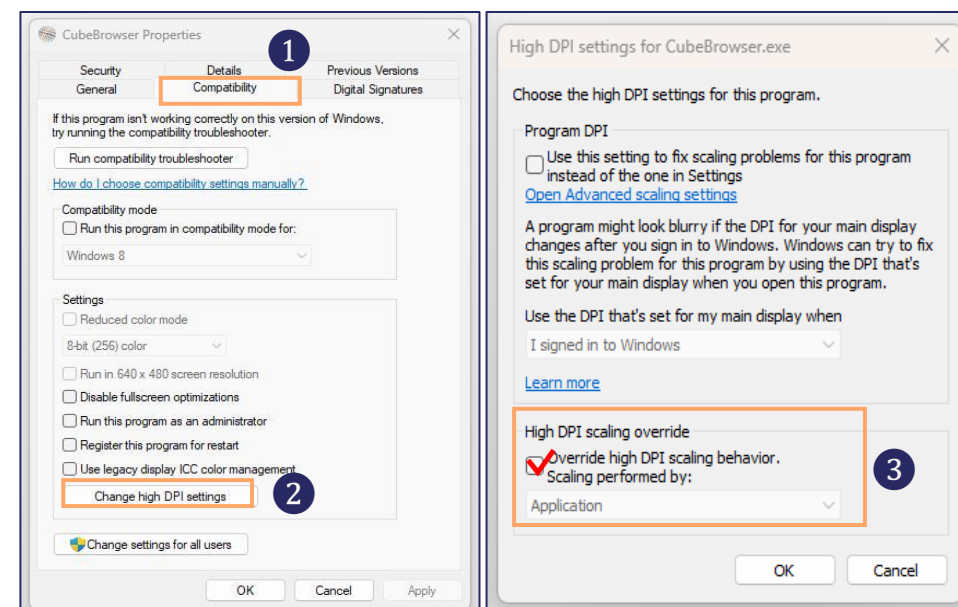 CubeBrowser Properties
1
Security Details Previous Versions
General Compatibility Digital Signatures
If this program isn't working correctly on this version of Windows,
try running the compatibility troubleshooter.
Run compatibility troubleshooter
How do I choose compatibility settings manually?
Compatibility mode
Run this program in compatibility mode for:
Windows 8
Settings
Reduced color mode
8-bit (256) color
Run in 640 x 480 screen resolution
Disable fullscreen optimizations
Run this program as an administrator
Register this program for restart
Use legacy display ICC color management
Change high DPI settings
2
Change settings for all users
OK Cancel Apply
High DPI settings for CubeBrowser.exe
Choose the high DPI settings for this program.
Program DPI
Use this setting to fix scaling problems for this program
instead of the one in Settings
Open Advanced scaling settings
A program might look blurry if the DPI for your main display
changes after you sign in to Windows. Windows can try to fix
this scaling problem for this program by using the DPI that's
set for your main display when you open this program.
Use the DPI that's set for my main display when
I signed in to Windows
Learn more
High DPI scaling override
Override high DPI scaling behavior.
Scaling performed by:
3
Application
OK Cancel